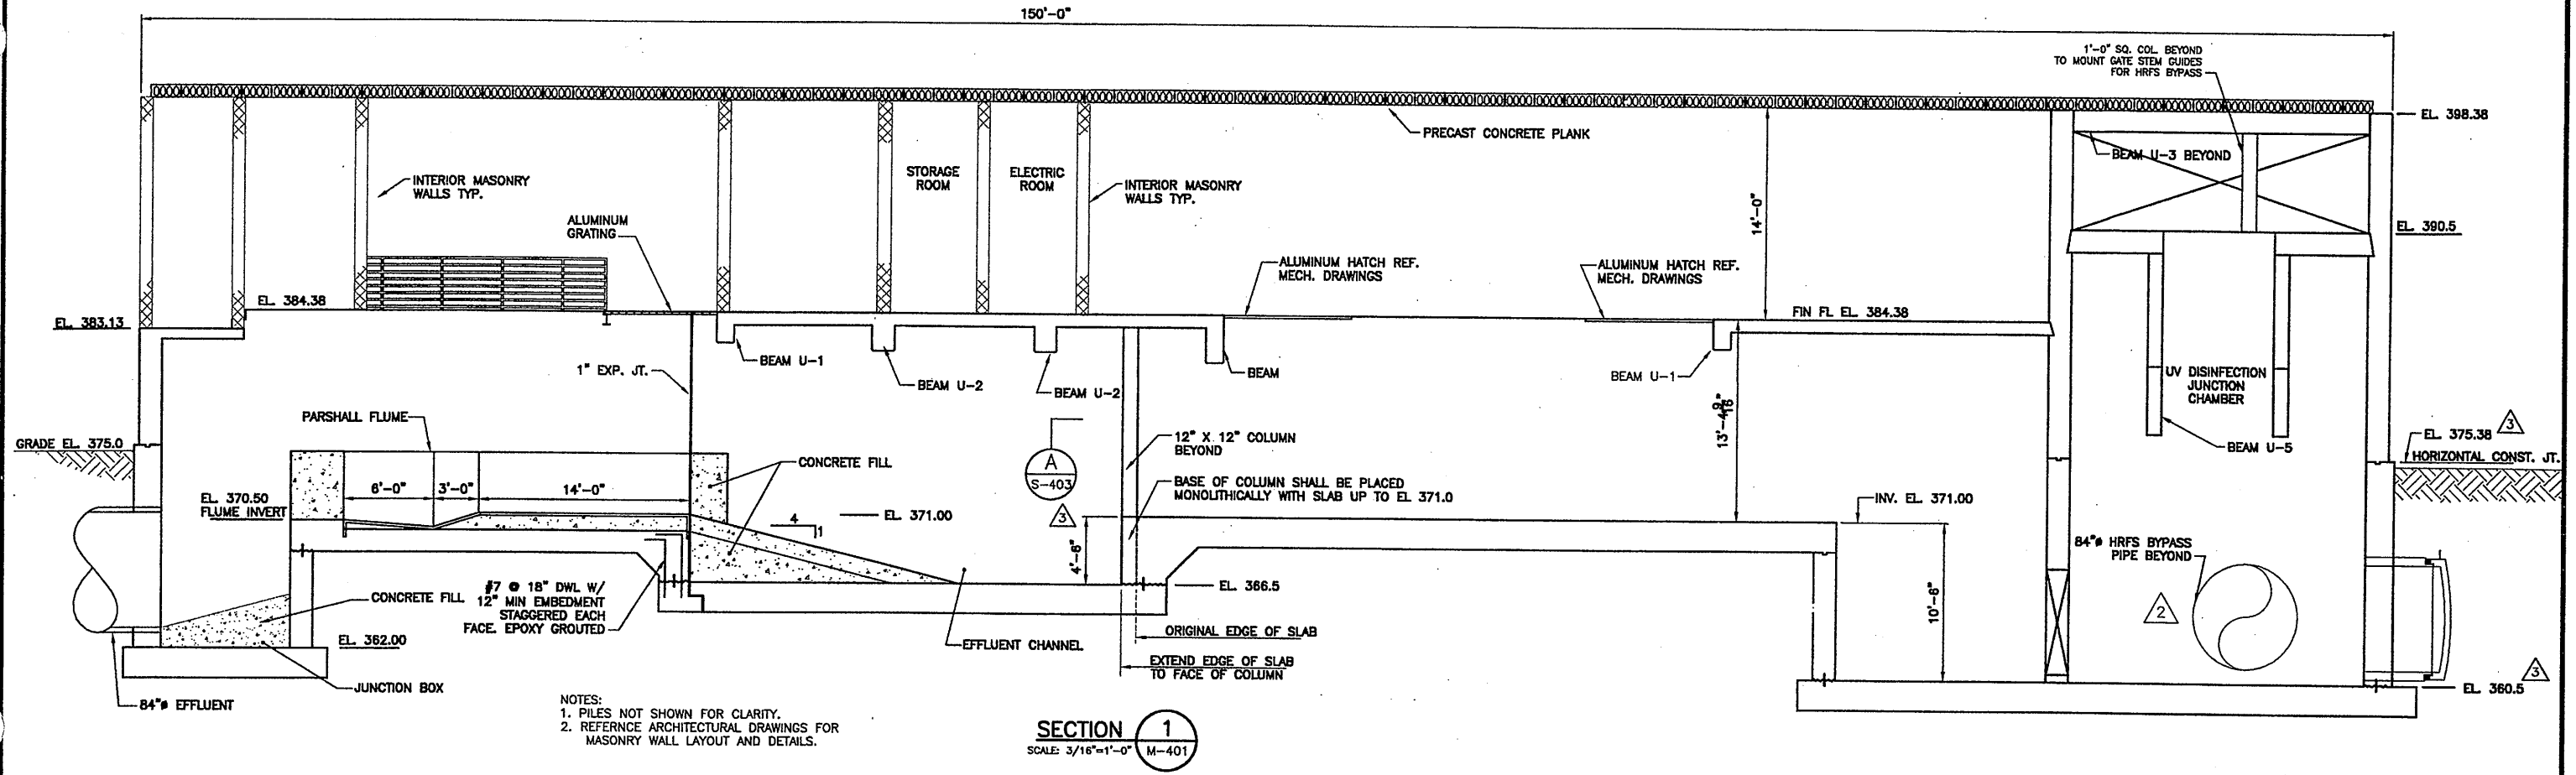 150'-0"
1'-0" SQ. COL. BEYOND
TO MOUNT GATE STEM GUIDES
FOR HRFS BYPASS
EL. 398.38
PRECAST CONCRETE PLANK
BEAM U-3 BEYOND
INTERIOR MASONRY
WALLS TYP.
STORAGE
ROOM
ELECTRIC
ROOM
INTERIOR MASONRY
WALLS TYP.
14'-0"
ALUMINUM
GRATING
EL. 390.5
ALUMINUM HATCH REF.
MECH. DRAWINGS
ALUMINUM HATCH REF.
MECH. DRAWINGS
EL. 384.38
EL. 383.13
FIN FL EL. 384.38
1" EXP. JT.
BEAM U-1
BEAM U-2
BEAM U-2
BEAM
BEAM U-1
UV DISINFECTION
JUNCTION
CHAMBER
PARSHALL FLUME
13'-4 9/16"
GRADE EL. 375.0
12" X 12" COLUMN
BEYOND
BEAM U-5
EL. 375.38
3
HORIZONTAL CONST. JT.
CONCRETE FILL
A
S-403
6'-0"
3'-0"
14'-0"
BASE OF COLUMN SHALL BE PLACED
MONOLITHICALLY WITH SLAB UP TO EL 371.0
EL. 370.50
FLUME INVERT
4
1
EL. 371.00
3
INV. EL. 371.00
4'-6"
84"ø HRFS BYPASS
PIPE BEYOND
#7 @ 18" DWL W/
12" MIN EMBEDMENT
STAGGERED EACH
FACE. EPOXY GROUTED
CONCRETE FILL
EL. 366.5
10'-6"
2
EL. 362.00
ORIGINAL EDGE OF SLAB
EFFLUENT CHANNEL
EXTEND EDGE OF SLAB
TO FACE OF COLUMN
JUNCTION BOX
84"ø EFFLUENT
3
EL. 360.5
NOTES:
1. PILES NOT SHOWN FOR CLARITY.
2. REFERNCE ARCHITECTURAL DRAWINGS FOR
MASONRY WALL LAYOUT AND DETAILS.
SECTION
SCALE: 3/16"=1'-0"
1
M-401